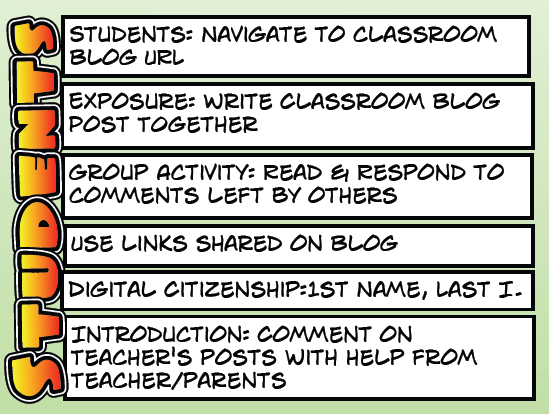 STUDENTS
STUDENTS: NAVIGATE TO CLASSROOM
BLOG URL
EXPOSURE: WRITE CLASSROOM BLOG
POST TOGETHER
GROUP ACTIVITY: READ & RESPOND TO
COMMENTS LEFT BY OTHERS
USE LINKS SHARED ON BLOG
DIGITAL CITIZENSHIP:1ST NAME, LAST I.
INTRODUCTION: COMMENT ON
TEACHER'S POSTS WITH HELP FROM
TEACHER/PARENTS